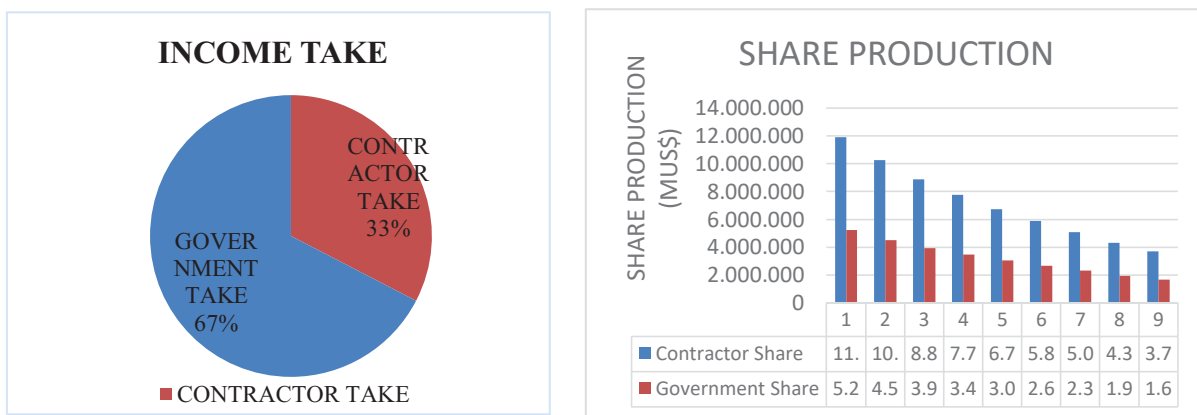 INCOME TAKE
CONTR
ACTOR
TAKE
33%
GOVER
NMENT
TAKE
67%
CONTRACTOR TAKE
SHARE PRODUCTION
SHARE PRODUCTION
(MUS$)
14.000.000
12.000.000
10.000.000
8.000.000
6.000.000
4.000.000
2.000.000
0
1 2 3 4 5 6 7 8 9
Contractor Share 11. 10. 8.8 7.7 6.7 5.8 5.0 4.3 3.7
Government Share 5.2 4.5 3.9 3.4 3.0 2.6 2.3 1.9 1.6